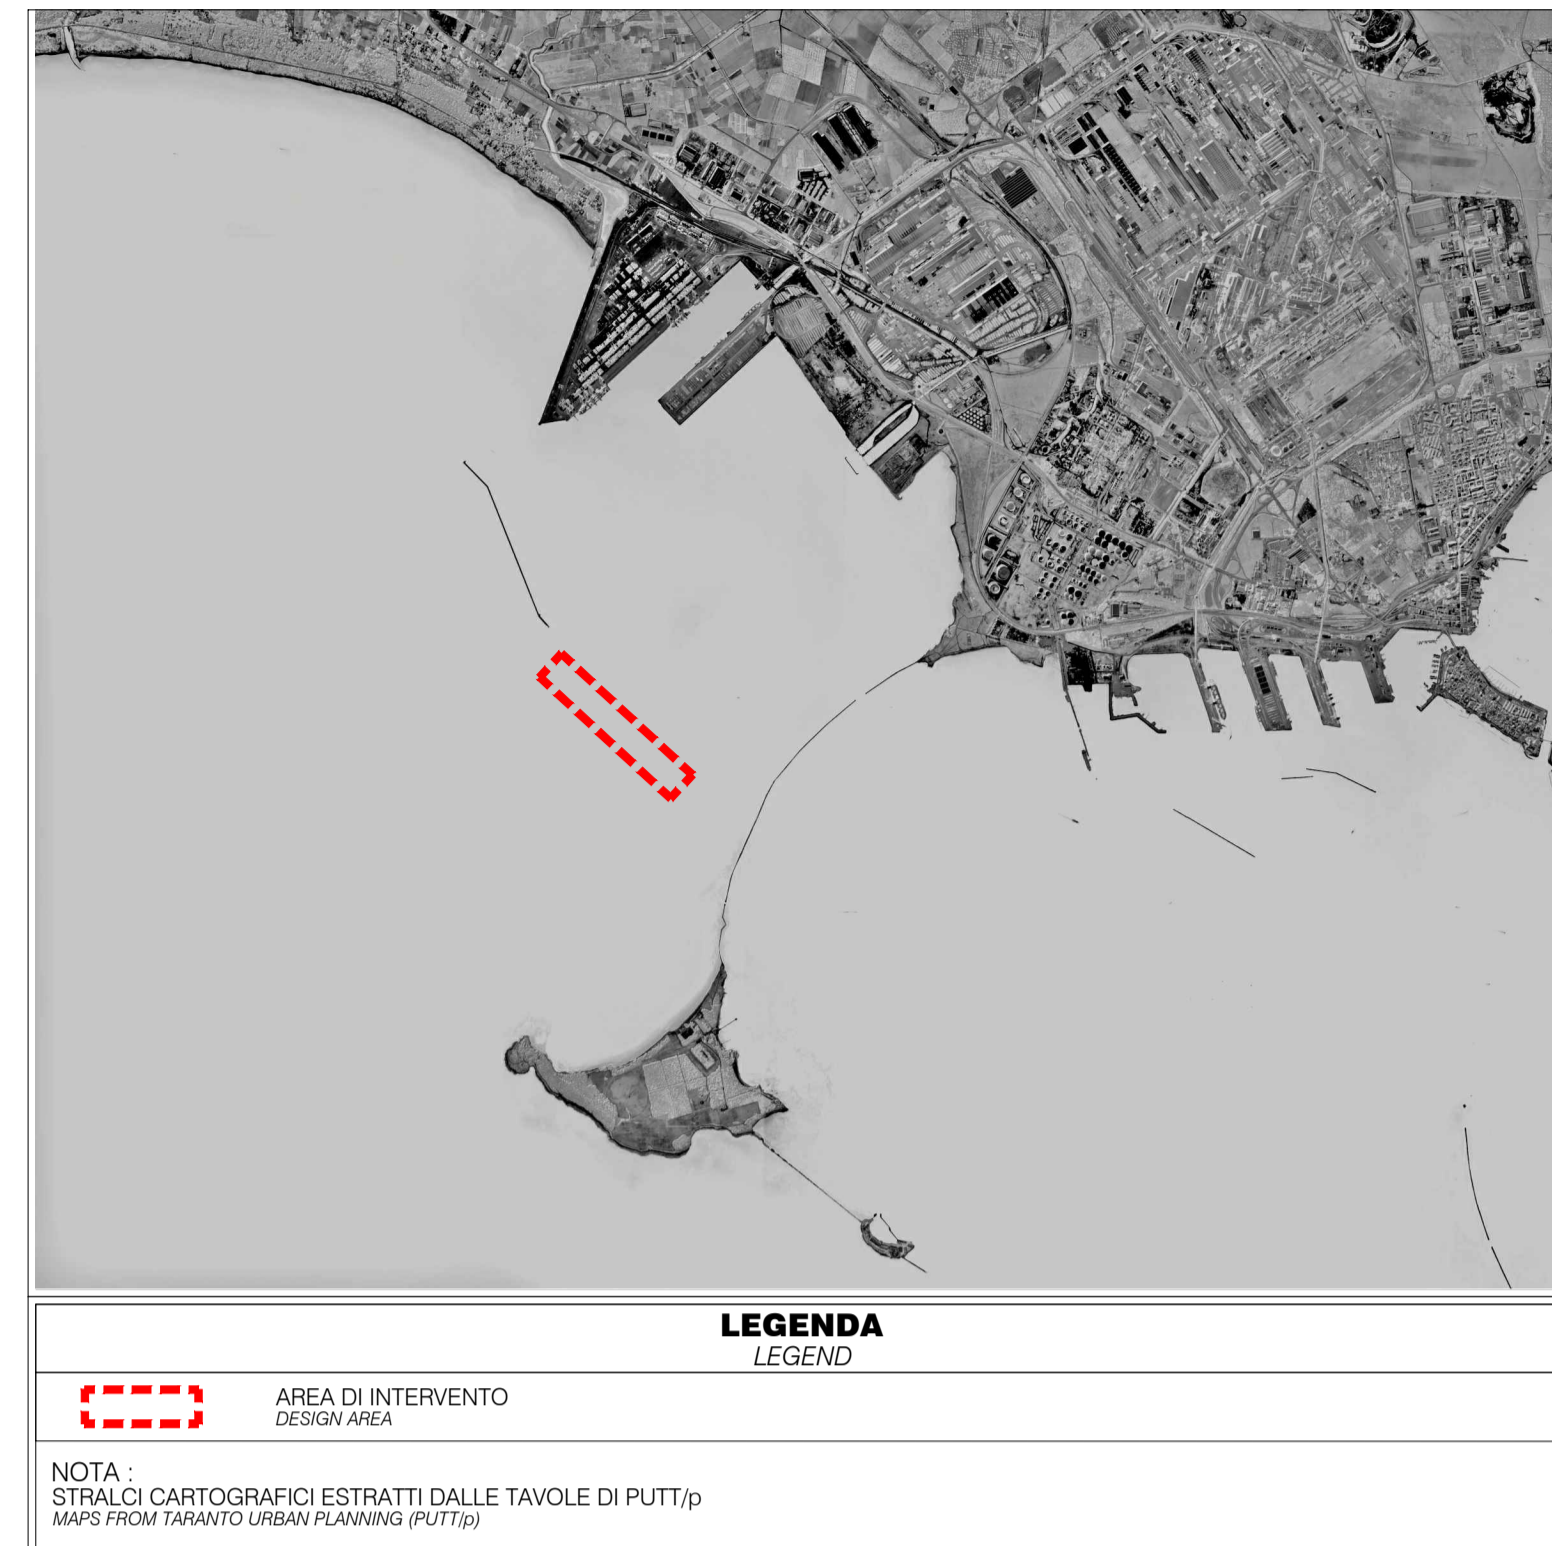 LEGENDA
LEGEND
AREA DI INTERVENTO
DESIGN AREA
NOTA :
STRALCI CARTOGRAFICI ESTRATTI DALLE TAVOLE DI PUTT/p
MAPS FROM TARANTO URBAN PLANNING (PUTT/p)